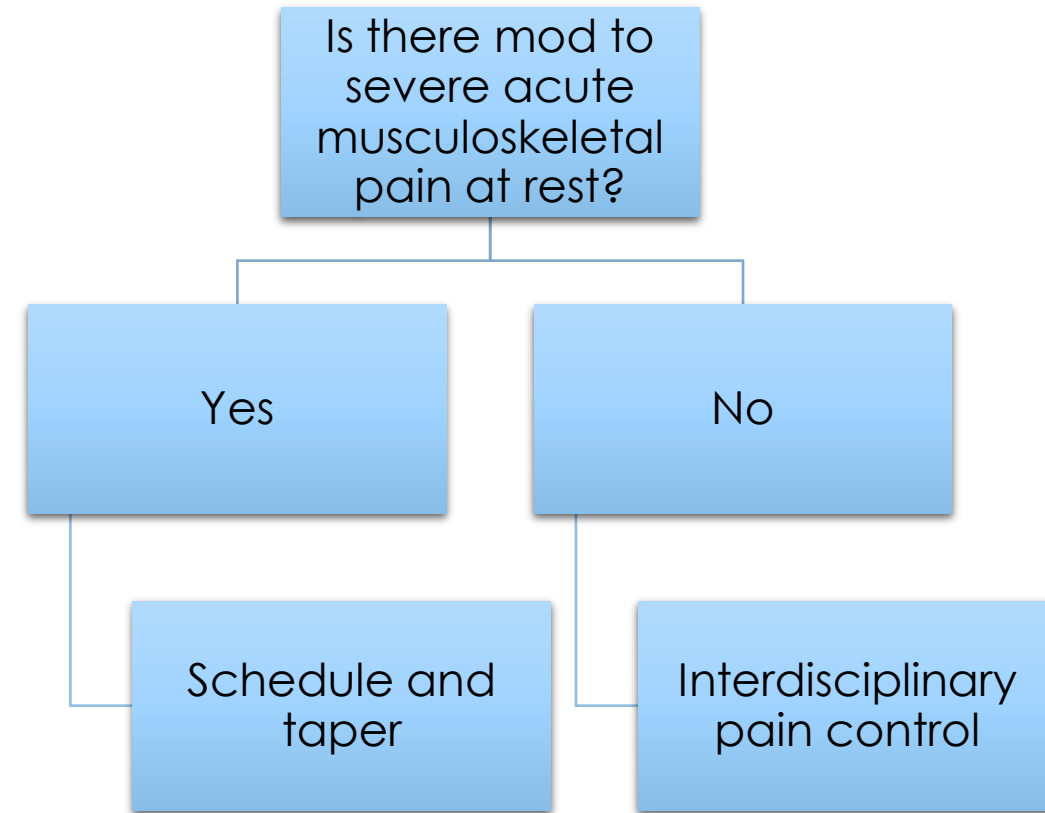 Is there mod to
severe acute
musculoskeletal
pain at rest?
Yes
No
Schedule and
taper
Interdisciplinary
pain control